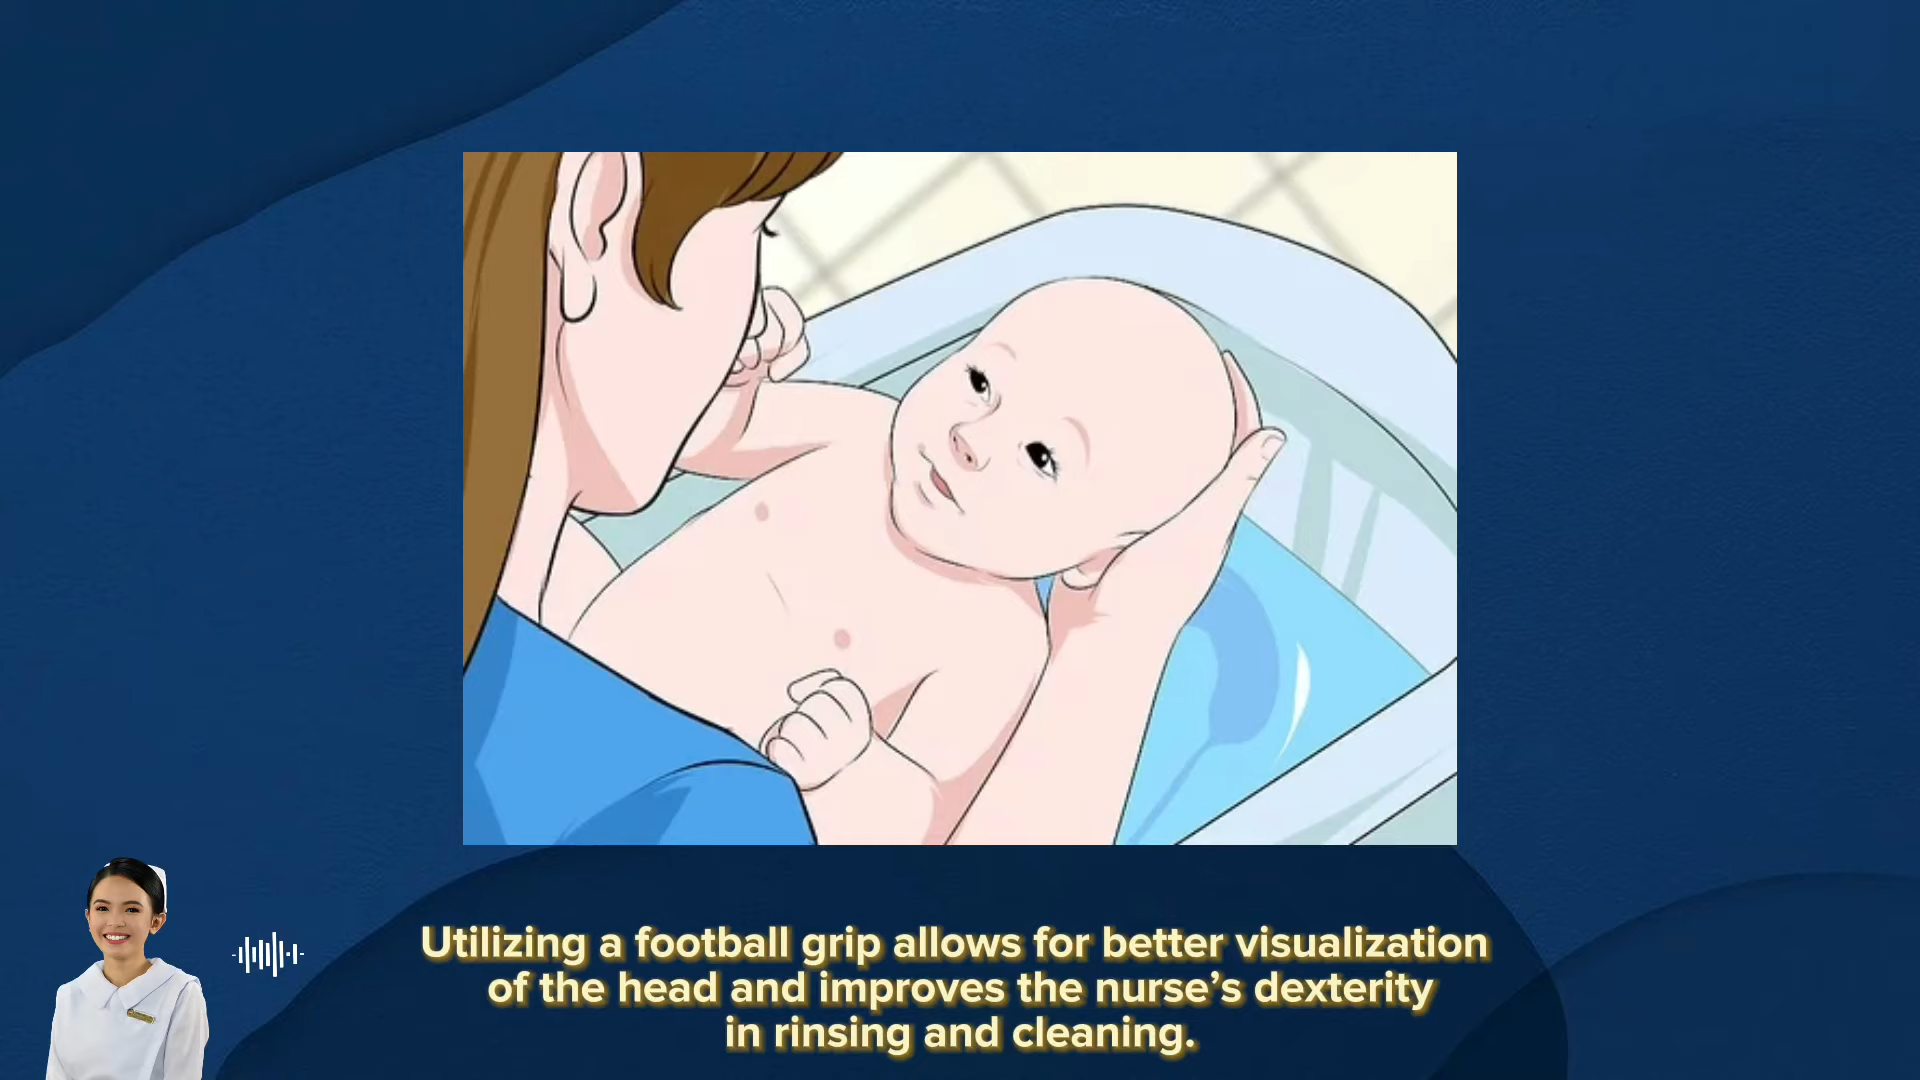 Utilizing a football grip allows for better visualization
of the head and improves the nurse’s dexterity
in rinsing and cleaning.